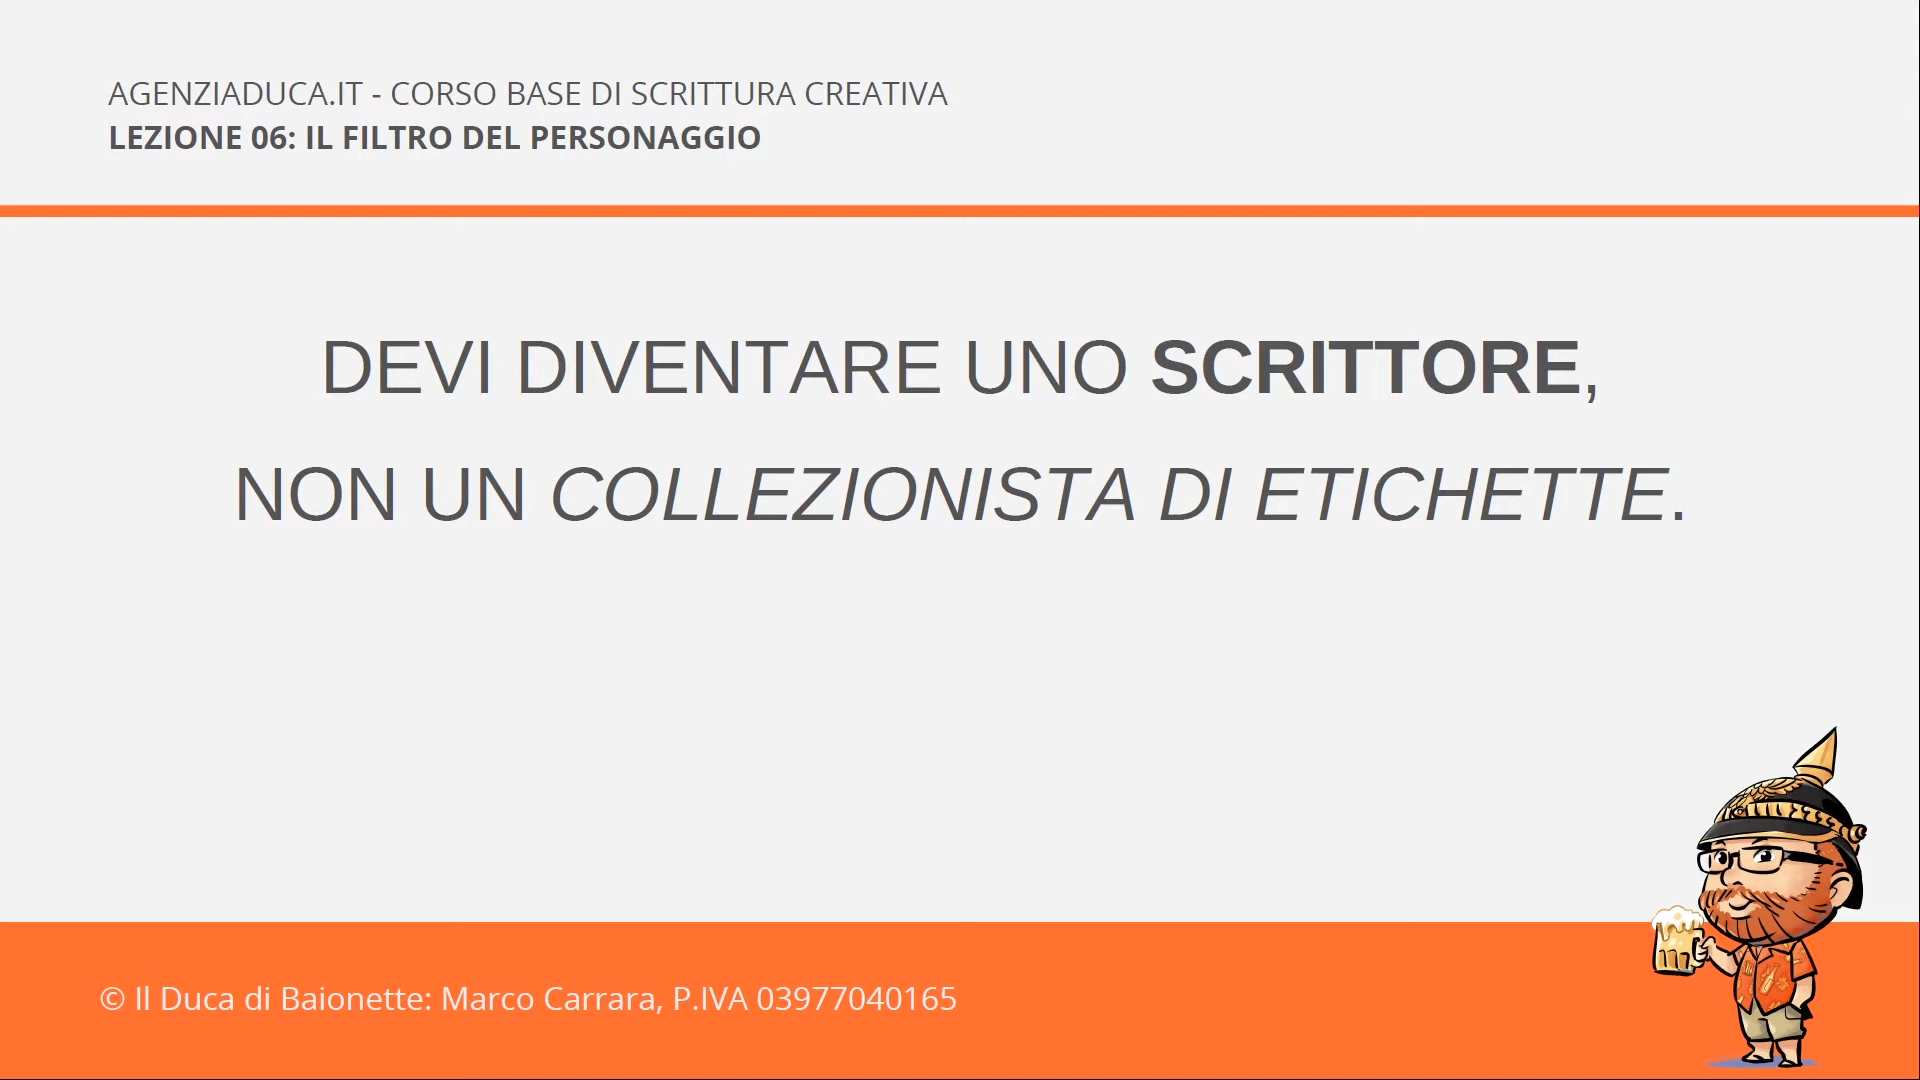 AGENZIADUCA.IT - CORSO BASE DI SCRITTURA CREATIVA
LEZIONE 06: IL FILTRO DEL PERSONAGGIO
DEVI DIVENTARE UNO SCRITTORE,
NON UN COLLEZIONISTA DI ETICHETTE.
© Il Duca di Baionette: Marco Carrara, P.IVA 03977040165